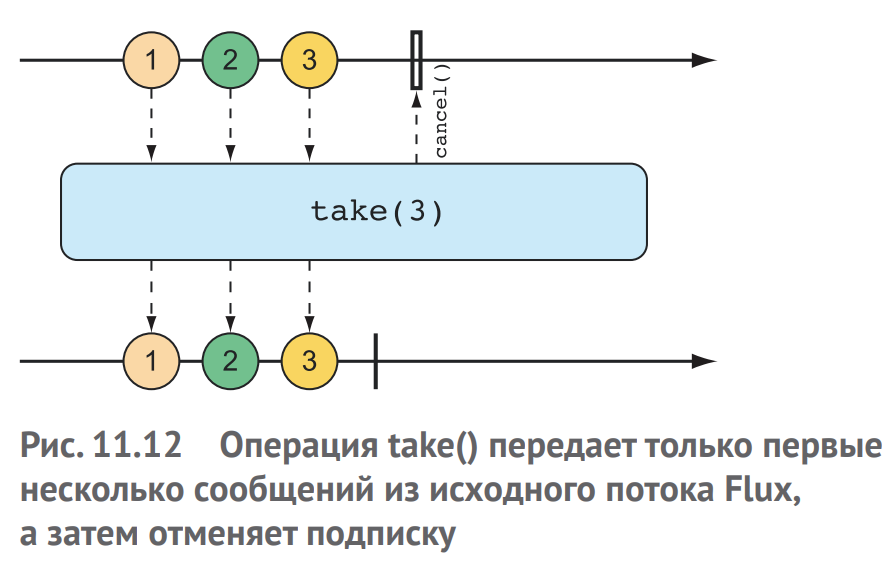 1 2 3
cancel()
take(3)
1 2 3
Рис. 11.12 Операция take() передает только первые
несколько сообщений из исходного потока Flux,
а затем отменяет подписку